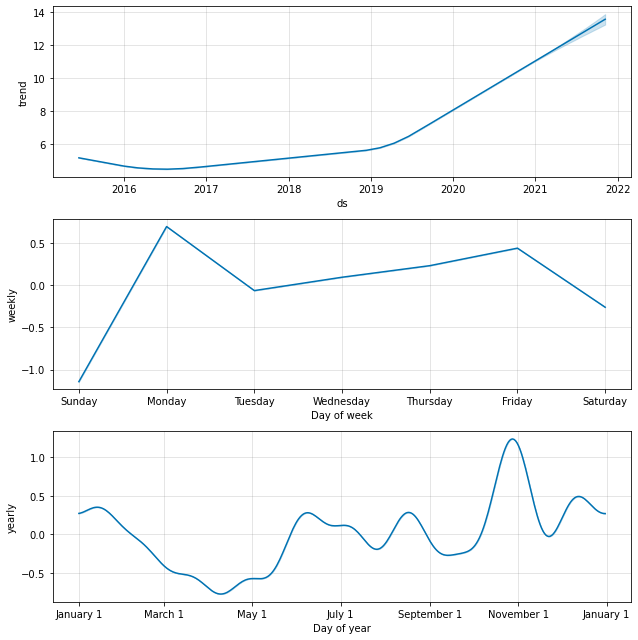 14
12
10
8
6
trend
2016 2017 2018 2019 2020 2021 2022
ds
0.5
0.0
−0.5
−1.0
weekly
Sunday Monday Tuesday Wednesday Thursday Friday Saturday
Day of week
1.0
0.5
0.0
−0.5
yearly
January 1 March 1 May 1 July 1 September 1 November 1 January 1
Day of year